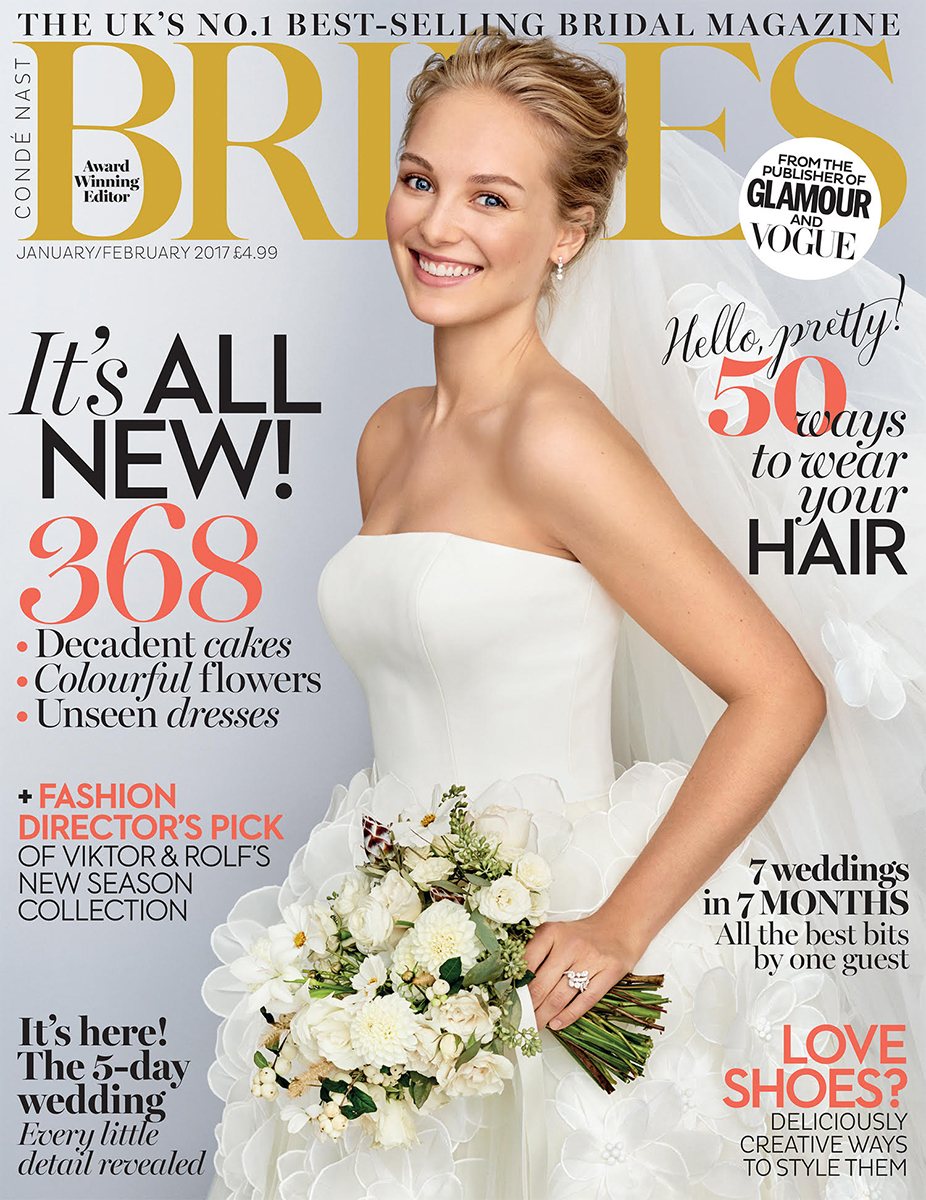 THE UK'S NO.1 BEST-SELLING BRIDAL MAGAZINE
CONDÉ NAST
BRIDES
Award
Winning
Editor
FROM THE
PUBLISHER OF
GLAMOUR
AND
VOGUE
JANUARY/FEBRUARY 2017 £4.99
It's ALL
NEW!
368
• Decadent cakes
• Colourful flowers
• Unseen dresses
+ FASHION
DIRECTOR'S PICK
OF VIKTOR & ROLF'S
NEW SEASON
COLLECTION
It's here!
The 5-day
wedding
Every little
detail revealed
Hello, pretty!
50
ways
to wear
your
HAIR
7 weddings
in 7 MONTHS
All the best bits
by one guest
LOVE
SHOES?
DELICIOUSLY
CREATIVE WAYS
TO STYLE THEM